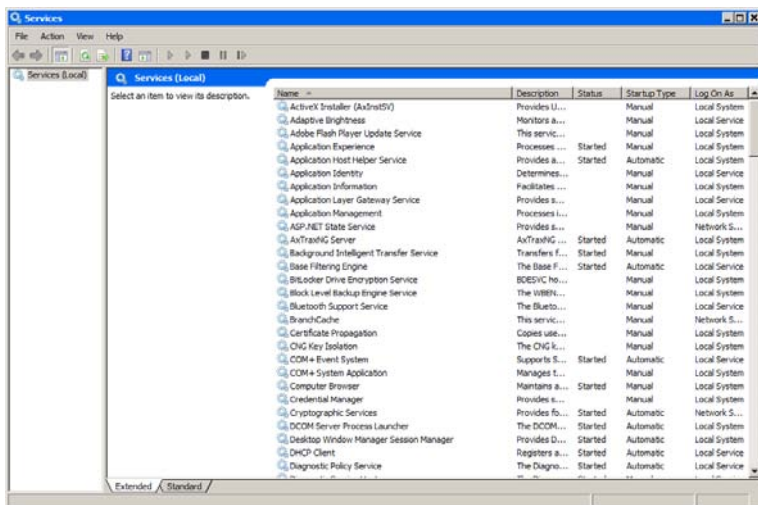 Services
File Action View Help
Services (Local)
Services (Local)
Select an item to view its description.
Name Description Status Startup Type Log On As
ActiveX Installer (AxInstSV) Provides U... Manual Local System
Adaptive Brightness Monitors a... Manual Local Service
Adobe Flash Player Update Service This servic... Manual Local System
Application Experience Processes ... Started Manual Local System
Application Host Helper Service Provides a... Started Automatic Local System
Application Identity Determines... Manual Local Service
Application Information Facilitates ... Manual Local System
Application Layer Gateway Service Provides s... Manual Local Service
Application Management Processes i... Manual Local System
ASP.NET State Service Provides s... Manual Network S...
AxTraxNG Server AxTraxNG ... Started Automatic Local System
Background Intelligent Transfer Service Transfers f... Started Manual Local System
Base Filtering Engine The Base F... Started Automatic Local Service
BitLocker Drive Encryption Service BDESVC ho... Manual Local System
Block Level Backup Engine Service The WBEN... Manual Local System
Bluetooth Support Service The Blueto... Manual Local Service
BranchCache This servic... Manual Network S...
Certificate Propagation Copies use... Manual Local System
CNG Key Isolation The CNG k... Manual Local System
COM+ Event System Supports S... Started Automatic Local Service
COM+ System Application Manages t... Manual Local System
Computer Browser Maintains a... Started Manual Local System
Credential Manager Provides s... Manual Local System
Cryptographic Services Provides fo... Started Automatic Network S...
DCOM Server Process Launcher The DCOM... Started Automatic Local System
Desktop Window Manager Session Manager Provides D... Started Automatic Local System
DHCP Client Registers a... Started Automatic Local Service
Diagnostic Policy Service The Diagno... Started Automatic Local Service
Extended Standard